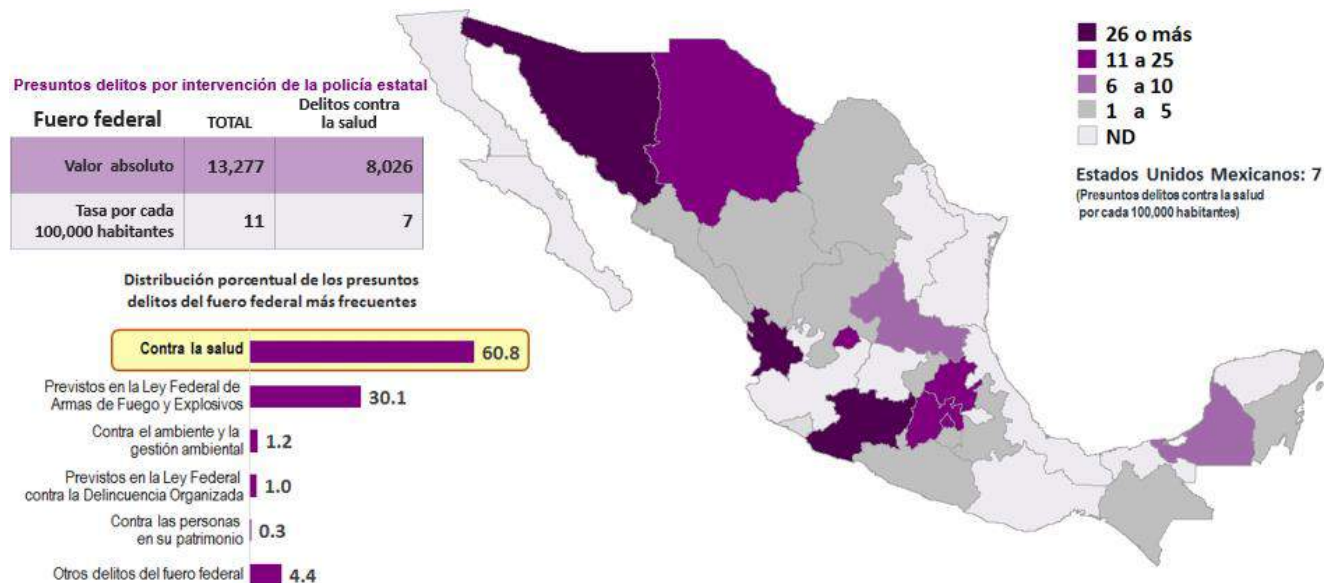 Presuntos delitos por intervención de la policía estatal
Fuero federal
TOTAL
Delitos contra
la salud
Valor absoluto
13,277
8,026
Tasa por cada
100,000 habitantes
11
7
Distribución porcentual de los presuntos
delitos del fuero federal más frecuentes
Contra la salud
60.8
Previstos en la Ley Federal de
Armas de Fuego y Explosivos
30.1
Contra el ambiente y la
gestión ambiental
1.2
Previstos en la Ley Federal
contra la Delincuencia Organizada
1.0
Contra las personas
en su patrimonio
0.3
Otros delitos del fuero federal
4.4
26 o más
11 a 25
6 a 10
1 a 5
ND
Estados Unidos Mexicanos: 7
(Presuntos delitos contra la salud
por cada 100,000 habitantes)